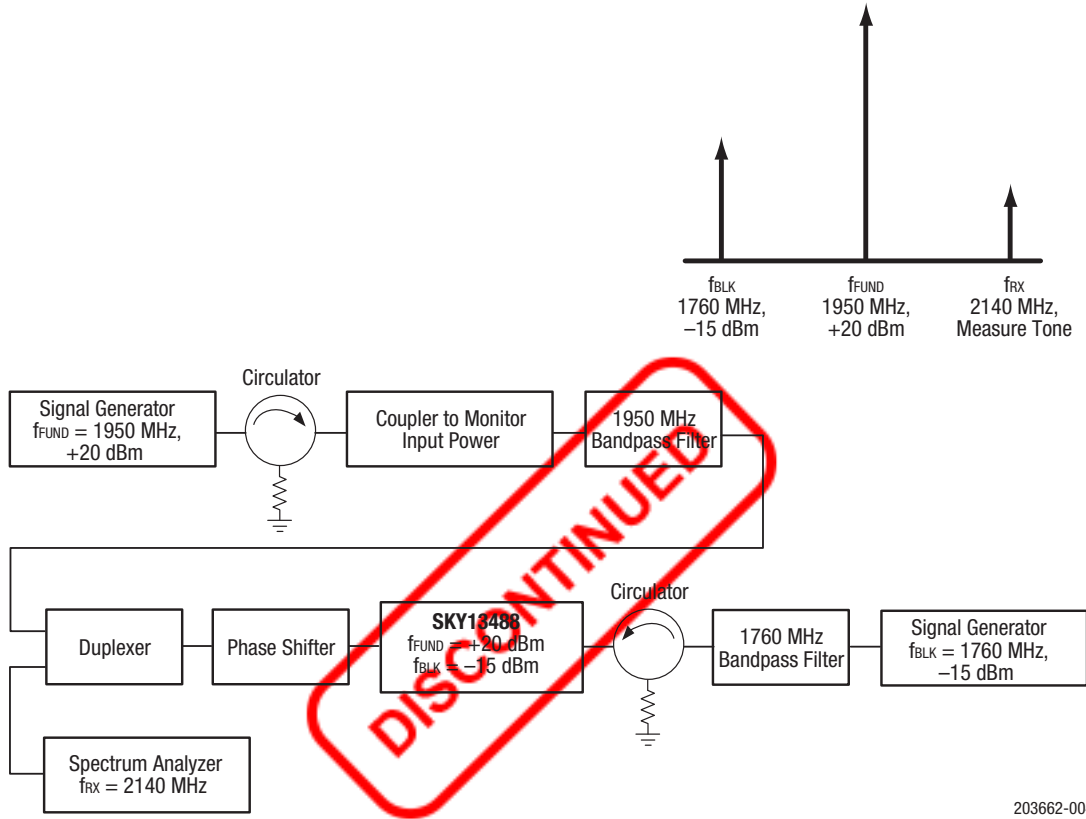 fBLK
1760 MHz,
–15 dBm
fFUND
1950 MHz,
+20 dBm
fRX
2140 MHz,
Measure Tone
Circulator
Signal Generator
fFUND = 1950 MHz,
+20 dBm
Coupler to Monitor
Input Power
1950 MHz
Bandpass Filter
DISCONTINUED
Duplexer
Phase Shifter
SKY13488
fFUND = +20 dBm
fBLK = –15 dBm
Circulator
1760 MHz
Bandpass Filter
Signal Generator
fBLK = 1760 MHz,
–15 dBm
Spectrum Analyzer
fRX = 2140 MHz
203662-00